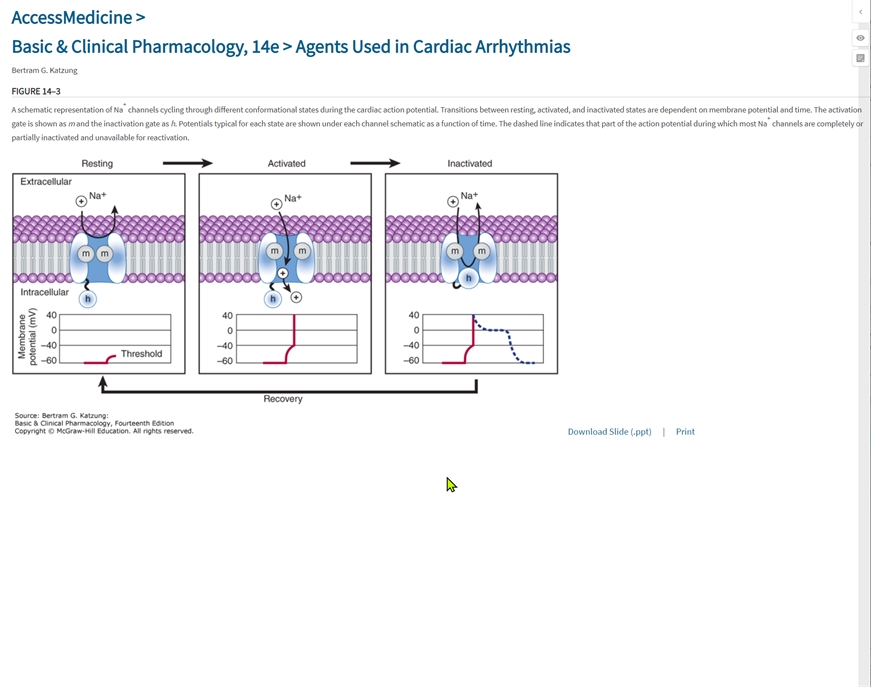 AccessMedicine >
Basic & Clinical Pharmacology, 14e > Agents Used in Cardiac Arrhythmias
Bertram G. Katzung
FIGURE 14–3
A schematic representation of Na+ channels cycling through different conformational states during the cardiac action potential. Transitions between resting, activated, and inactivated states are dependent on membrane potential and time. The activation
gate is shown as m and the inactivation gate as h. Potentials typical for each state are shown under each channel schematic as a function of time. The dashed line indicates that part of the action potential during which most Na+ channels are completely or
partially inactivated and unavailable for reactivation.
Resting
Activated
Inactivated
Extracellular
+ Na+
m m
Intracellular
h
Membrane
potential (mV)
40
0
−40
−60
Threshold
+ Na+
m m
+
h +
40
0
−40
−60
+ Na+
m m
h
40
0
−40
−60
Recovery
Source: Bertram G. Katzung:
Basic & Clinical Pharmacology, Fourteenth Edition
Copyright © McGraw-Hill Education. All rights reserved.
Download Slide (.ppt) | Print